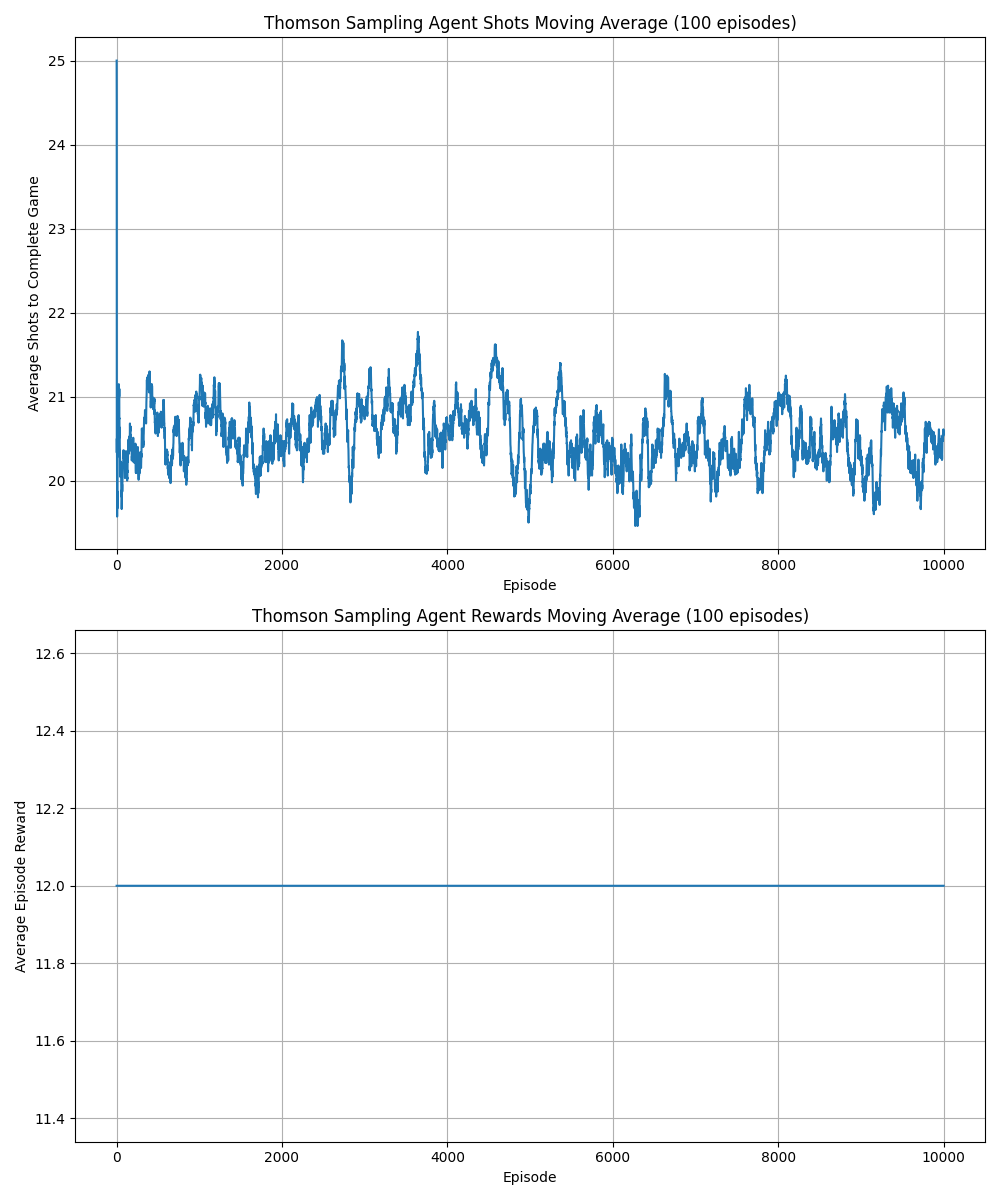 Thomson Sampling Agent Shots Moving Average (100 episodes)
Average Shots to Complete Game
25
24
23
22
21
20
0 2000 4000 6000 8000 10000
Episode
Thomson Sampling Agent Rewards Moving Average (100 episodes)
Average Episode Reward
12.6
12.4
12.2
12.0
11.8
11.6
11.4
0 2000 4000 6000 8000 10000
Episode